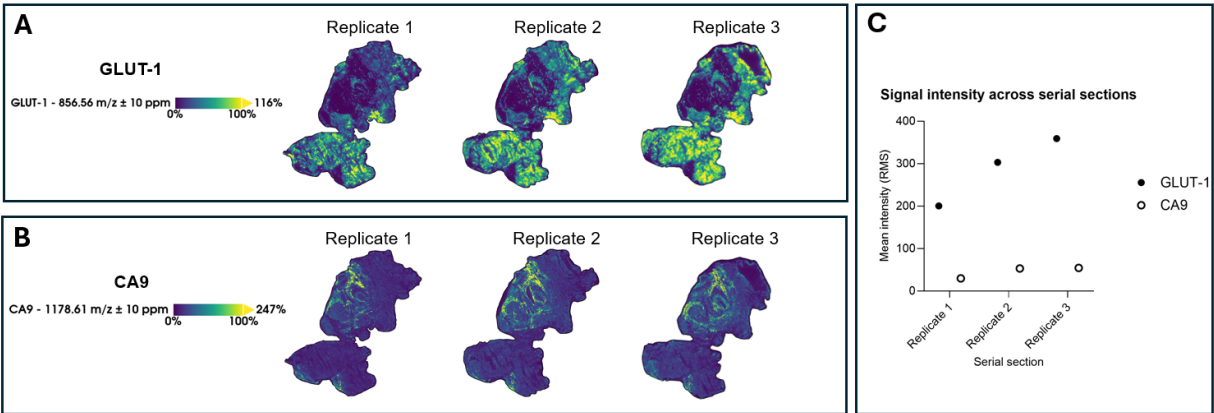 A
Replicate 1 Replicate 2 Replicate 3
GLUT-1
GLUT-1 - 856.56 m/z ± 10 ppm 116%
0% 100%
B
Replicate 1 Replicate 2 Replicate 3
CA9
CA9 - 1178.61 m/z ± 10 ppm 247%
0% 100%
C
Signal intensity across serial sections
Mean intensity (RMS)
400
300
200
100
0
GLUT-1
CA9
Replicate 1 Replicate 2 Replicate 3
Serial section